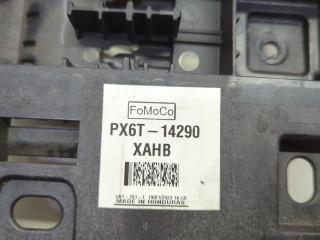 FoMoCo
PX6T-14290
XAHB
MADE IN HONDURAS